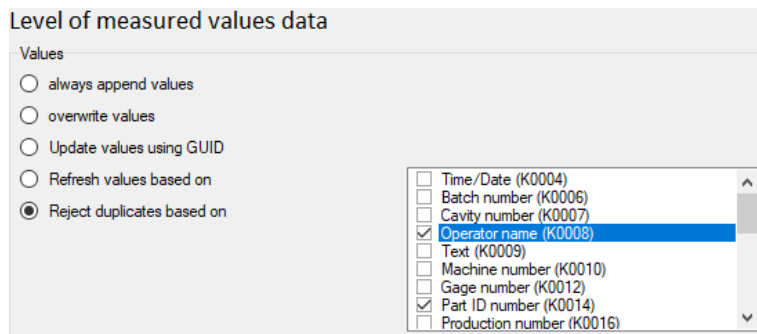 Level of measured values data
Values
always append values
overwrite values
Update values using GUID
Refresh values based on
Reject duplicates based on
Time/Date (K0004)
Batch number (K0006)
Cavity number (K0007)
Operator name (K0008)
Text (K0009)
Machine number (K0010)
Gage number (K0012)
Part ID number (K0014)
Production number (K0016)